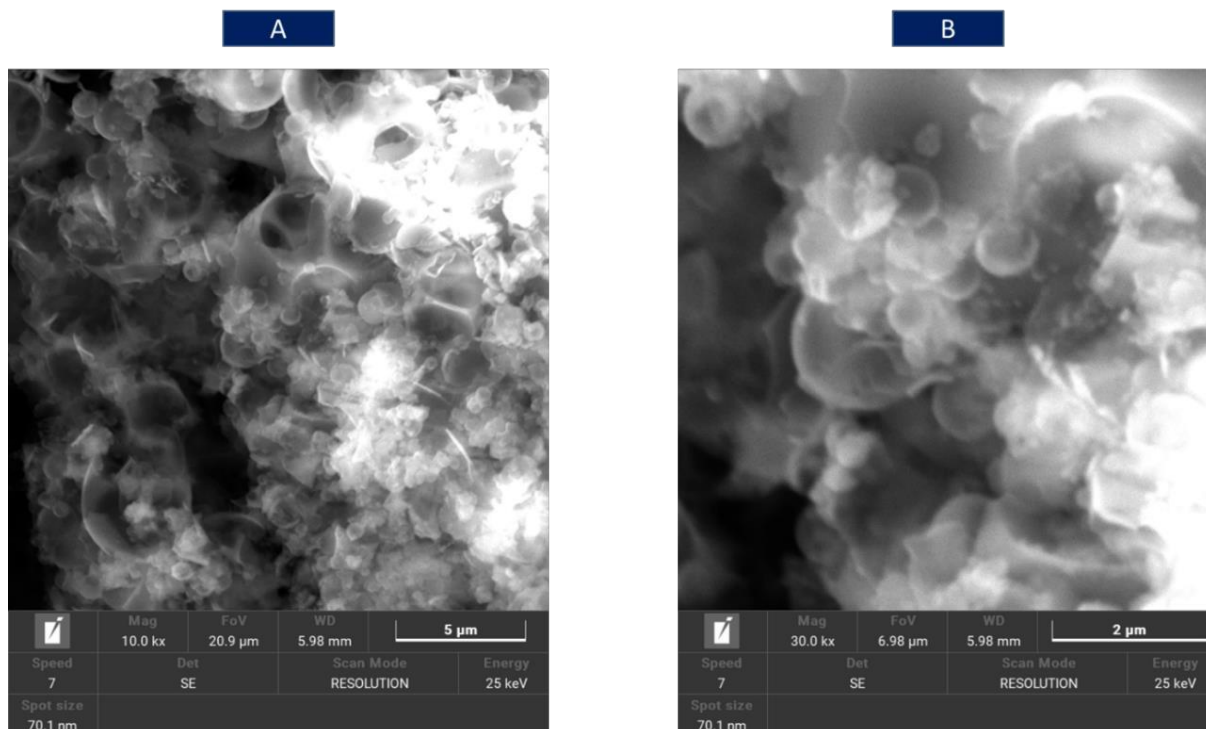 A
B
Mag
FoV
WD
10.0 kx
20.9 µm
5.98 mm
5 µm
Speed
Det
Scan Mode
Energy
7
SE
RESOLUTION
25 keV
Spot size
70.1 nm
Mag
FoV
WD
30.0 kx
6.98 µm
5.98 mm
2 µm
Speed
Det
Scan Mode
Energy
7
SE
RESOLUTION
25 keV
Spot size
70.1 nm